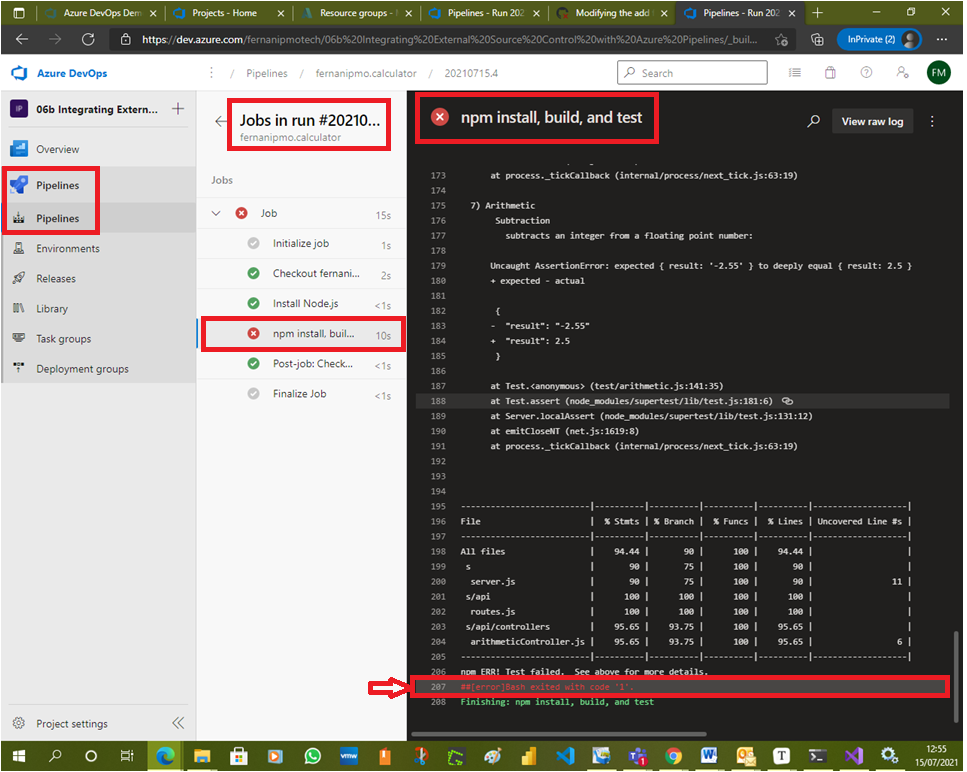 Azure DevOps Dem
Projects - Home
Resource groups -
Pipelines - Run 202
Modifying the add
Pipelines - Run 202
https://dev.azure.com/fernanipmotech/06b%20Integrating%20External%20Source%20Control%20with%20Azure%20Pipelines/_buil...
InPrivate (2)
Azure DevOps
/ Pipelines / fernanipmo.calculator / 20210715.4
Search
FM
IP
06b Integrating Extern...
Overview
Pipelines
Pipelines
Environments
Releases
Library
Task groups
Deployment groups
Project settings
Jobs in run #20210...
fernanipmo.calculator
Jobs
Job 15s
Initialize job 1s
Checkout fernani... 2s
Install Node.js <1s
npm install, buil... 10s
Post-job: Check... <1s
Finalize Job <1s
npm install, build, and test
View raw log
173 at process._tickCallback (internal/process/next_tick.js:63:19)
174
175 7) Arithmetic
176 Subtraction
177 subtracts an integer from a floating point number:
178
179 Uncaught AssertionError: expected { result: '-2.55' } to deeply equal { result: 2.5 }
180 + expected - actual
181
182 {
183 - "result": "-2.55"
184 + "result": 2.5
185 }
186
187 at Test.<anonymous> (test/arithmetic.js:141:35)
188 at Test.assert (node_modules/supertest/lib/test.js:181:6)
189 at Server.localAssert (node_modules/supertest/lib/test.js:131:12)
190 at emitCloseNT (net.js:1619:8)
191 at process._tickCallback (internal/process/next_tick.js:63:19)
192
193
194
195 --------------------------|----------|----------|----------|----------|-------------------|
196 File | % Stmts | % Branch | % Funcs | % Lines | Uncovered Line #s |
197 --------------------------|----------|----------|----------|----------|-------------------|
198 All files | 94.44 | 90 | 100 | 94.44 | |
199 s | 90 | 75 | 100 | 90 | |
200 server.js | 90 | 75 | 100 | 90 | 11 |
201 s/api | 100 | 100 | 100 | 100 | |
202 routes.js | 100 | 100 | 100 | 100 | |
203 s/api/controllers | 95.65 | 93.75 | 100 | 95.65 | |
204 arithmeticController.js | 95.65 | 93.75 | 100 | 95.65 | 6 |
205 --------------------------|----------|----------|----------|----------|-------------------|
206 npm ERR! Test failed. See above for more details.
207 ##[error]Bash exited with code '1'.
208 Finishing: npm install, build, and test
vmw
T
12:55
15/07/2021